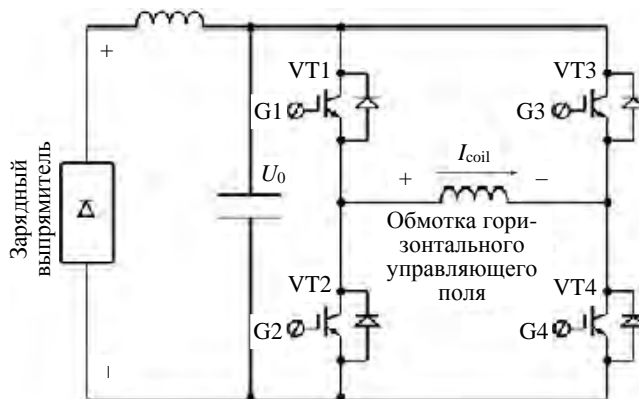 +
VT1
VT3
G1
G3
Зарядный
выпрямитель
U0
+
Icoil
−
Обмотка гори-
зонтального
управляющего
поля
VT2
VT4
G2
G4
−